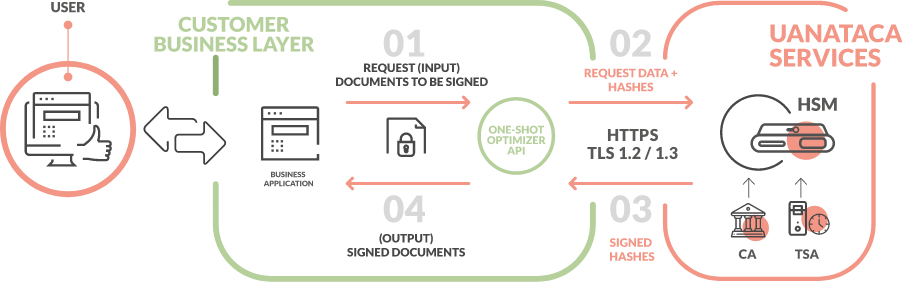 USER
CUSTOMER
BUSINESS LAYER
01
REQUEST (INPUT)
DOCUMENTS TO BE SIGNED
02
REQUEST DATA +
HASHES
UANATACA
SERVICES
HSM
ONE-SHOT
OPTIMIZER
API
HTTPS
TLS 1.2 / 1.3
BUSINESS
APPLICATION
04
(OUTPUT)
SIGNED DOCUMENTS
03
SIGNED
HASHES
CA
TSA